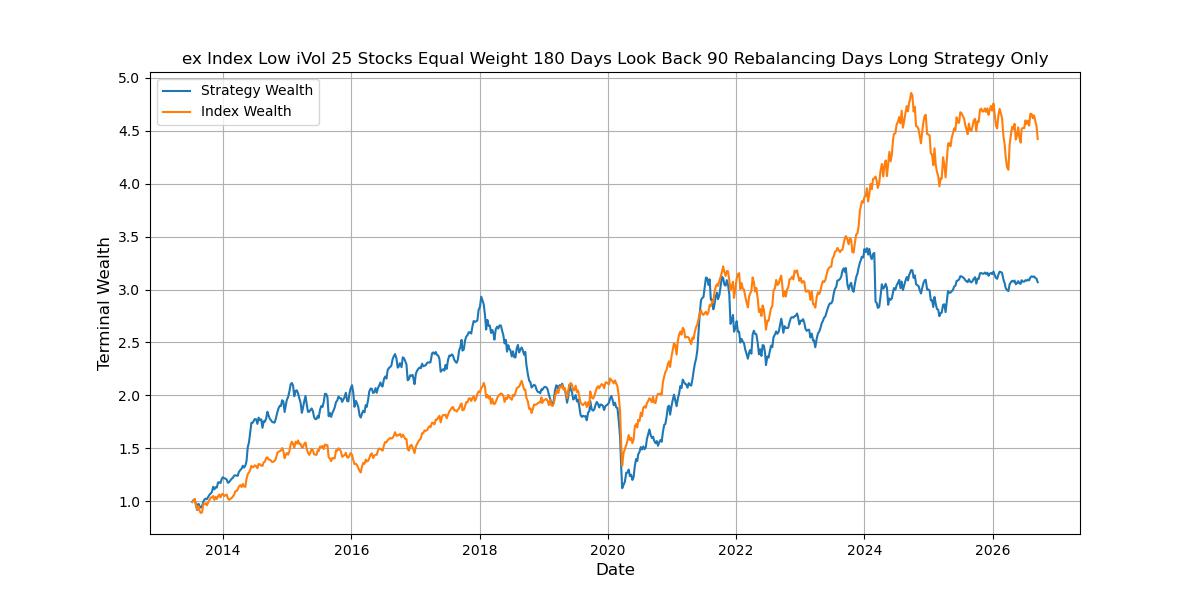 ex Index Low iVol 25 Stocks Equal Weight 180 Days Look Back 90 Rebalancing Days Long Strategy Only
Strategy Wealth
Index Wealth
Terminal Wealth
5.0
4.5
4.0
3.5
3.0
2.5
2.0
1.5
1.0
2014 2016 2018 2020 2022 2024 2026
Date